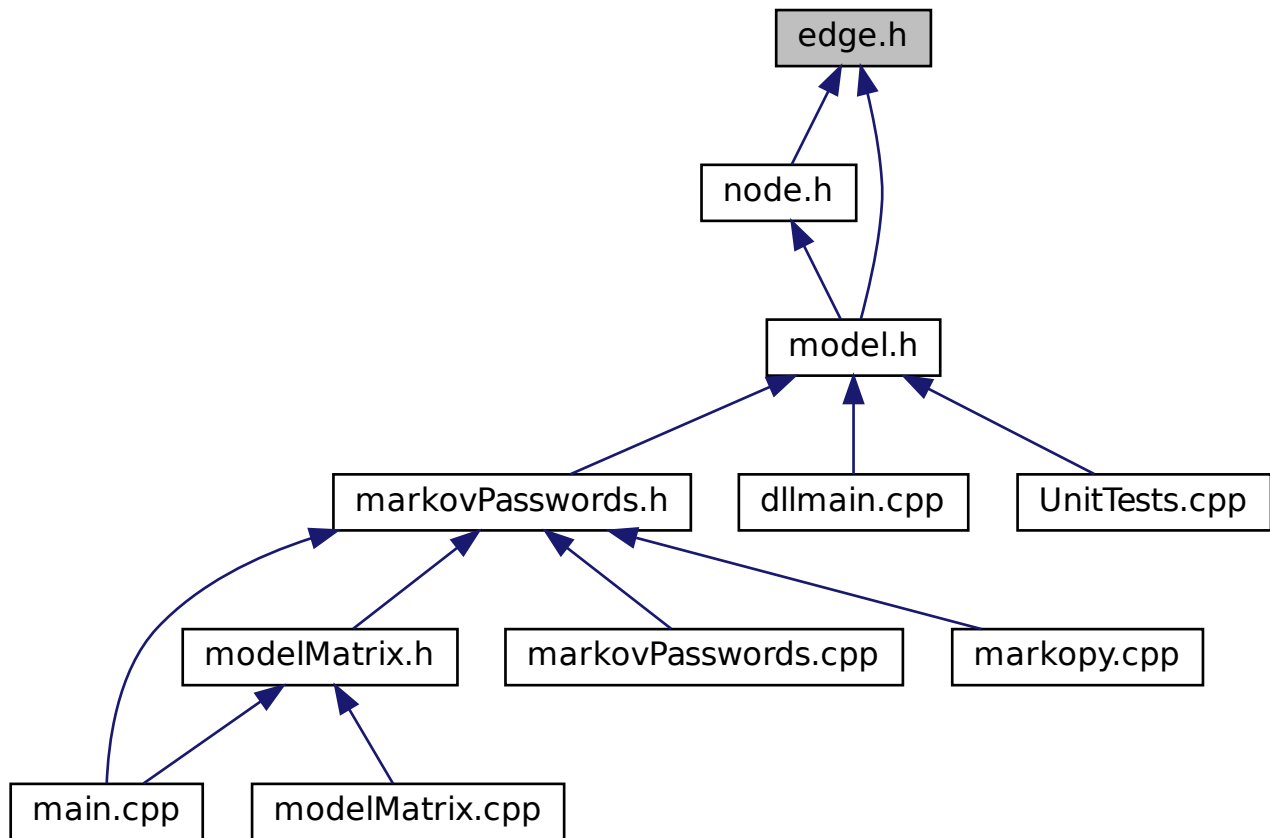 edge.h
node.h
model.h
markovPasswords.h
dllmain.cpp
UnitTests.cpp
modelMatrix.h
markovPasswords.cpp
markopy.cpp
main.cpp
modelMatrix.cpp